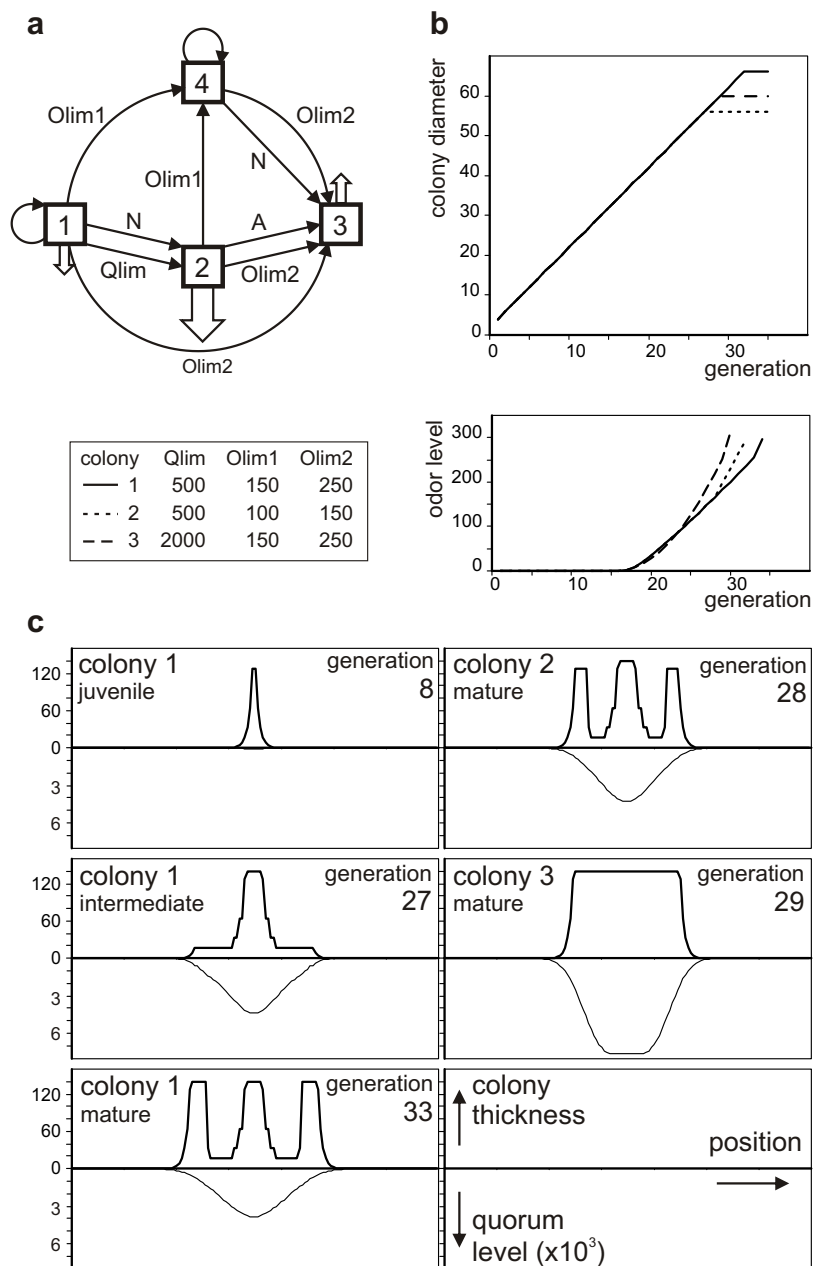 a
4
Olim1
Olim2
N
Olim1
1
N
A
3
Qlim
2
Olim2
Olim2
colony Qlim Olim1 Olim2
1 500 150 250
2 500 100 150
3 2000 150 250
b
colony diameter
60
50
40
30
20
10
0
0 10 20 30
generation
odor level
300
200
100
0
0 10 20 30
generation
c
colony 1
juvenile
generation
8
120
60
0
3
6
colony 2
mature
generation
28
colony 1
intermediate
generation
27
120
60
0
3
6
colony 3
mature
generation
29
colony 1
mature
generation
33
120
60
0
3
6
colony
thickness
position
quorum
level (x10³)